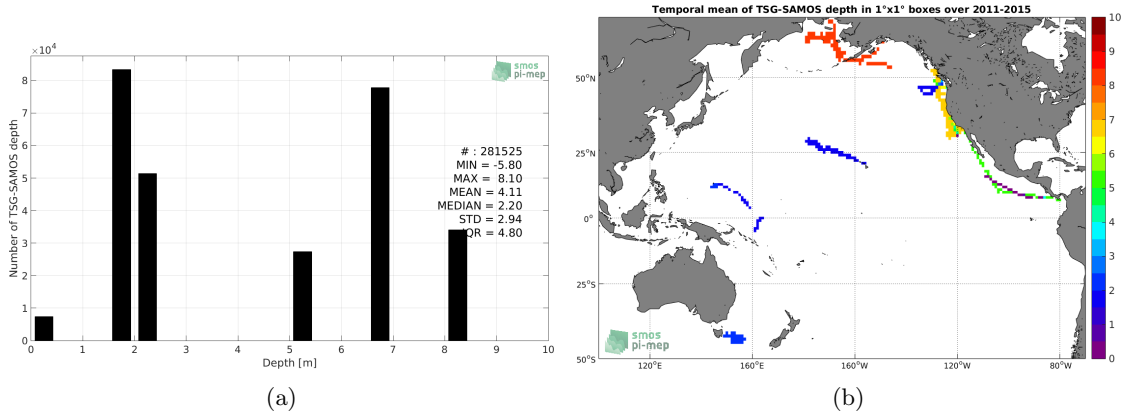 ×10⁴
8
7
6
5
4
3
2
1
0
Number of TSG-SAMOS depth
smos
pi-mep
# : 281525
MIN = -5.80
MAX = 8.10
MEAN = 4.11
MEDIAN = 2.20
STD = 2.94
IQR = 4.80
0 1 2 3 4 5 6 7 8 9 10
Depth [m]
(a)
Temporal mean of TSG-SAMOS depth in 1°x1° boxes over 2011-2015
50°N
25°N
0°
25°S
50°S
smos
pi-mep
120°E 160°E 160°W 120°W 80°W
10
9
8
7
6
5
4
3
2
1
0
(b)